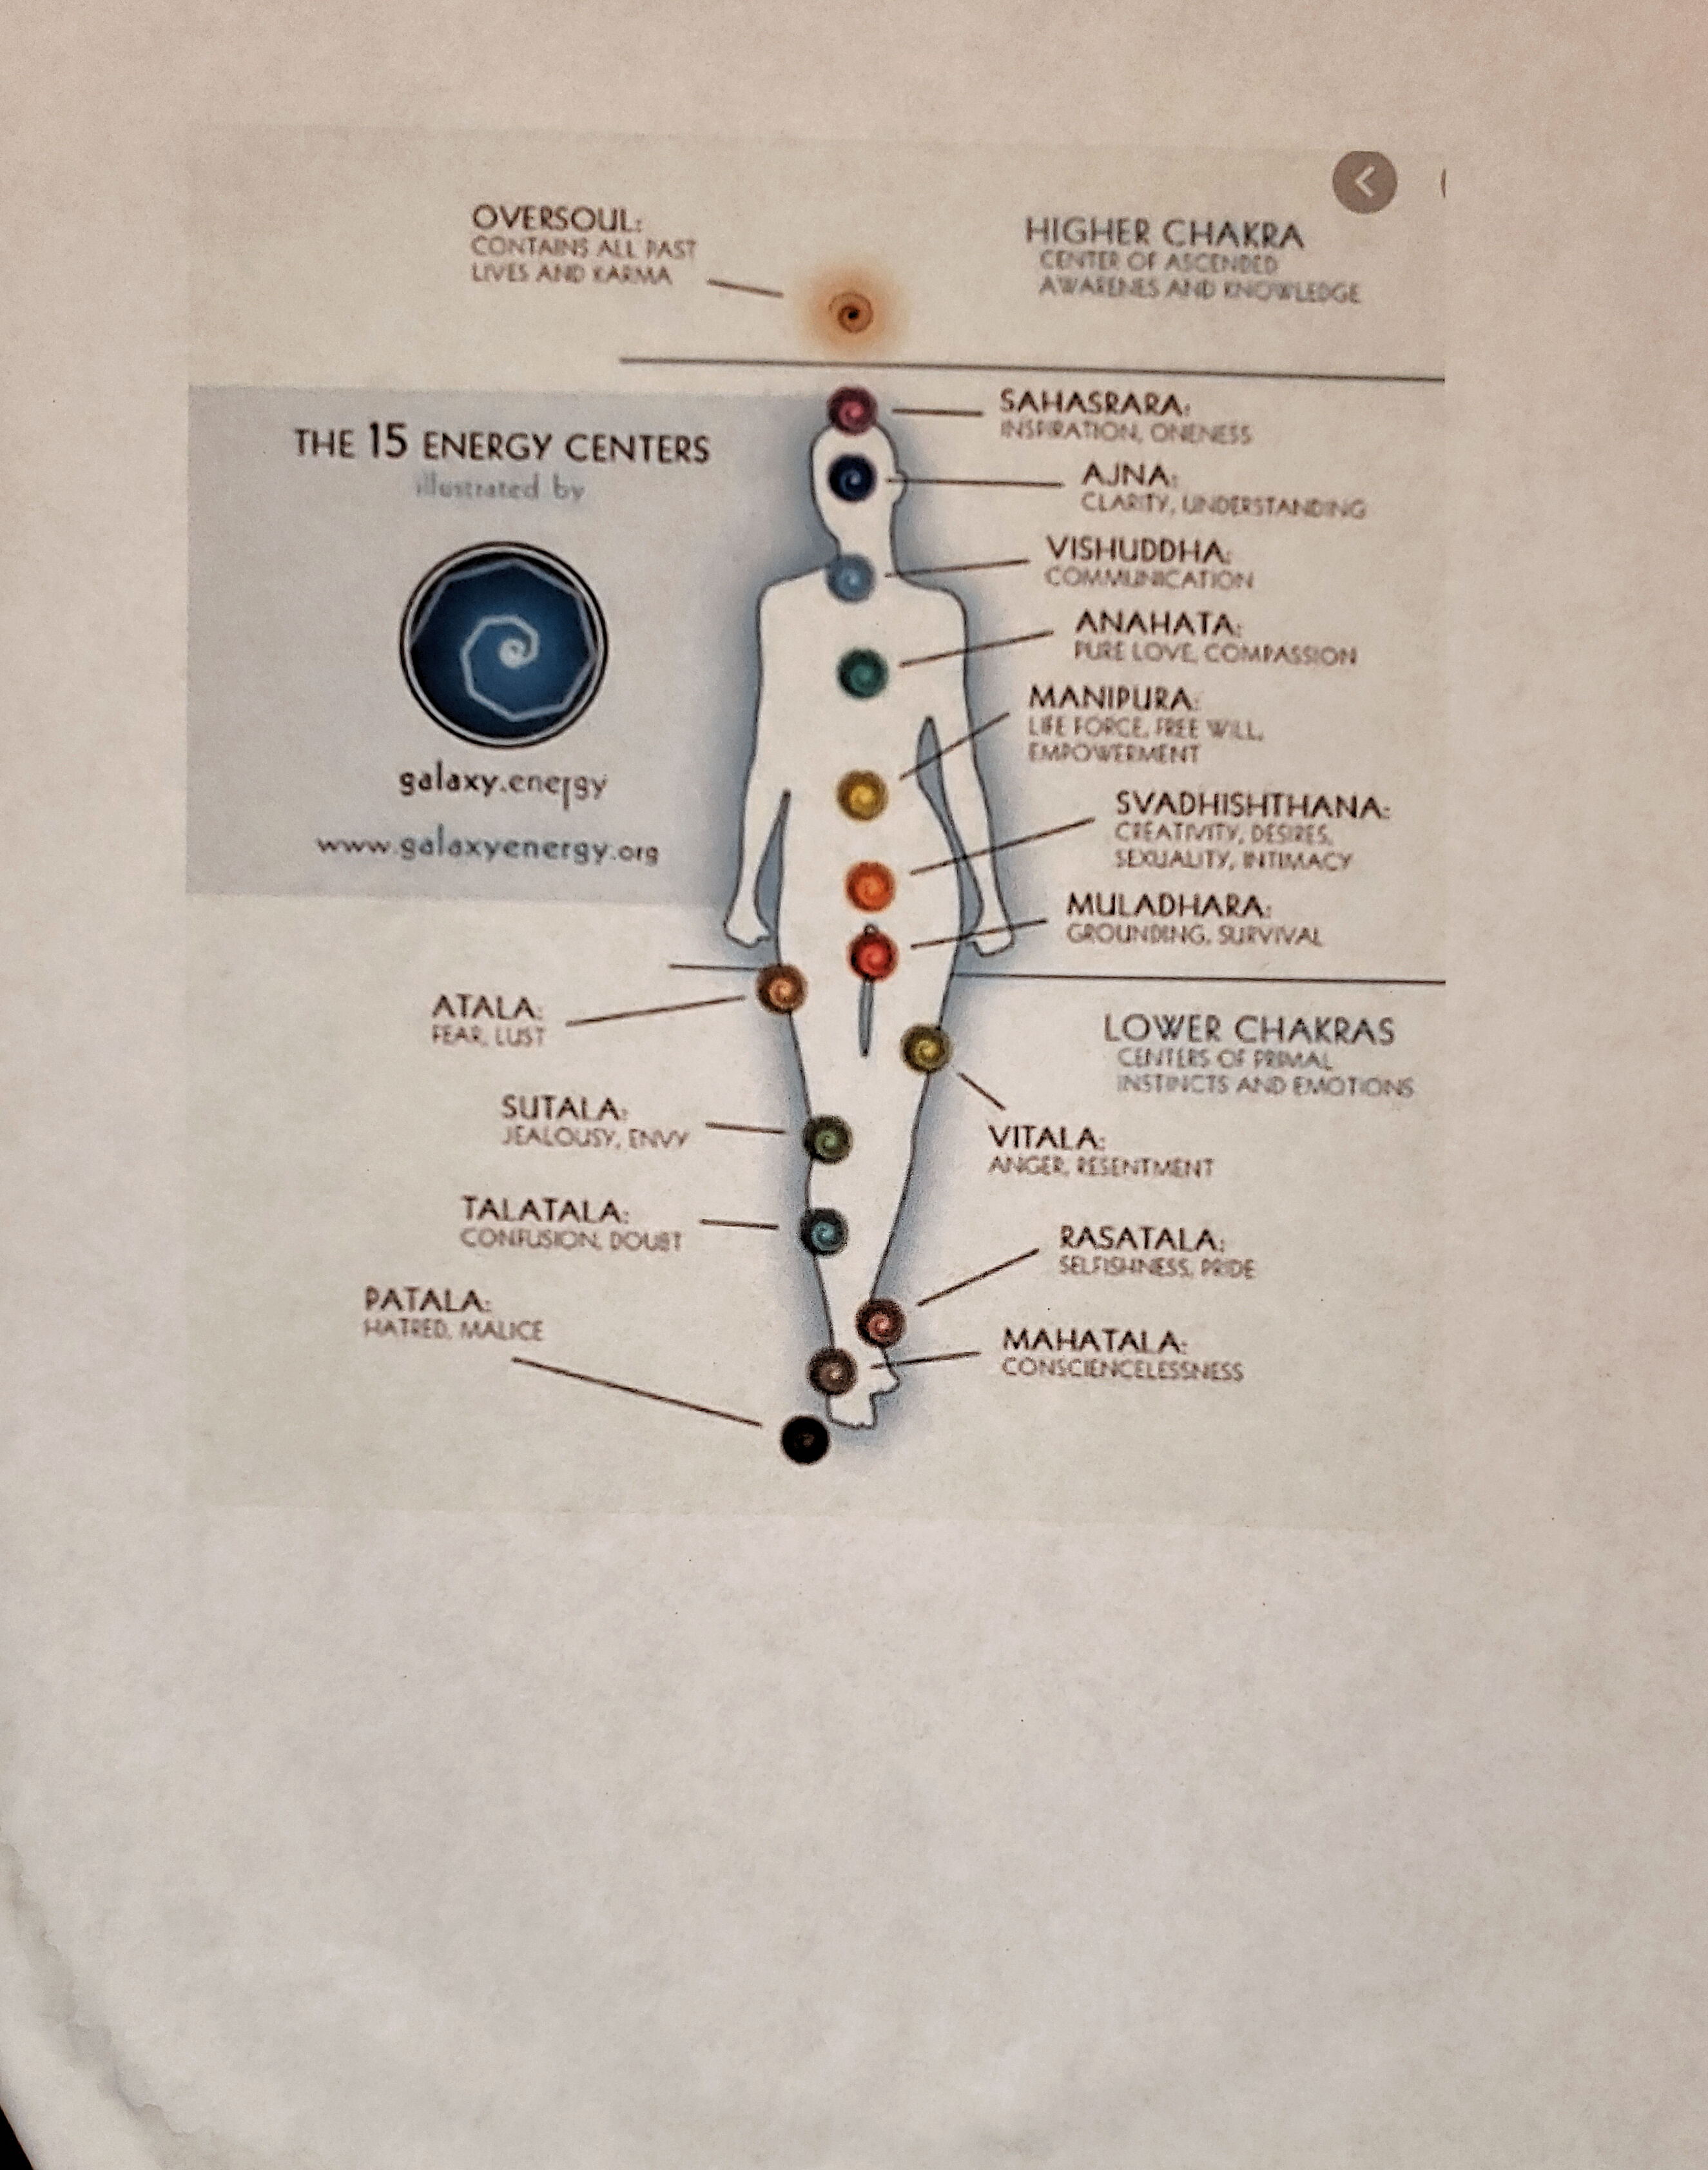 OVERSOUL:
CONTAINS ALL PAST
LIVES AND KARMA
HIGHER CHAKRA
CENTER OF ASCENDED
AWARENES AND KNOWLEDGE
THE 15 ENERGY CENTERS
illustrated by
galaxy.energy
www.galaxyenergy.org
SAHASRARA:
INSPIRATION, ONENESS
AJNA:
CLARITY, UNDERSTANDING
VISHUDDHA:
COMMUNICATION
ANAHATA:
PURE LOVE, COMPASSION
MANIPURA:
LIFE FORCE, FREE WILL,
EMPOWERMENT
SVADHISHTHANA:
CREATIVITY, DESIRES,
SEXUALITY, INTIMACY
MULADHARA:
GROUNDING, SURVIVAL
LOWER CHAKRAS
CENTERS OF PRIMAL
INSTINCTS AND EMOTIONS
ATALA:
FEAR, LUST
VITALA:
ANGER, RESENTMENT
SUTALA:
JEALOUSY, ENVY
TALATALA:
CONFUSION, DOUBT
RASATALA:
SELFISHNESS, PRIDE
PATALA:
HATRED, MALICE
MAHATALA:
CONSCIENCELESSNESS